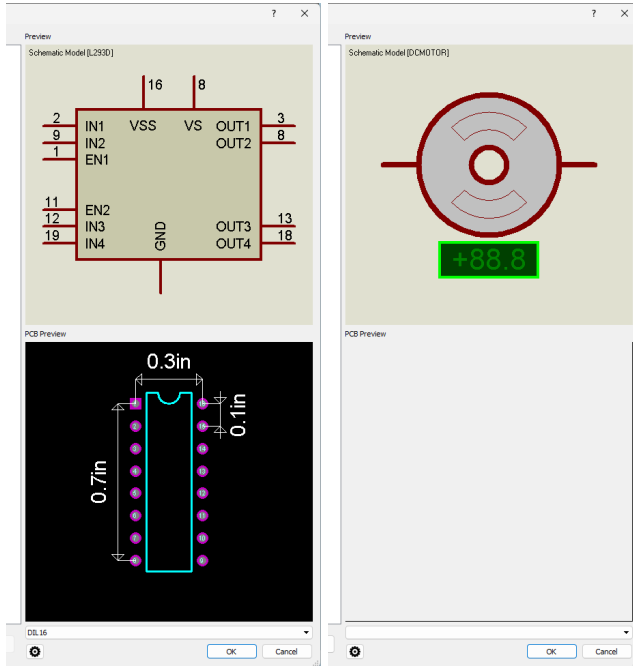 ?
Preview
Schematic Model [L293D]
16 8
2 IN1 VSS VS OUT1 3
9 IN2 OUT2 8
1 EN1
11 EN2
12 IN3 OUT3 13
19 IN4 GND OUT4 18
PCB Preview
0.3in
0.1in
0.7in
DIL16
OK Cancel
?
Preview
Schematic Model [DCMOTOR]
+88.8
PCB Preview
OK Cancel